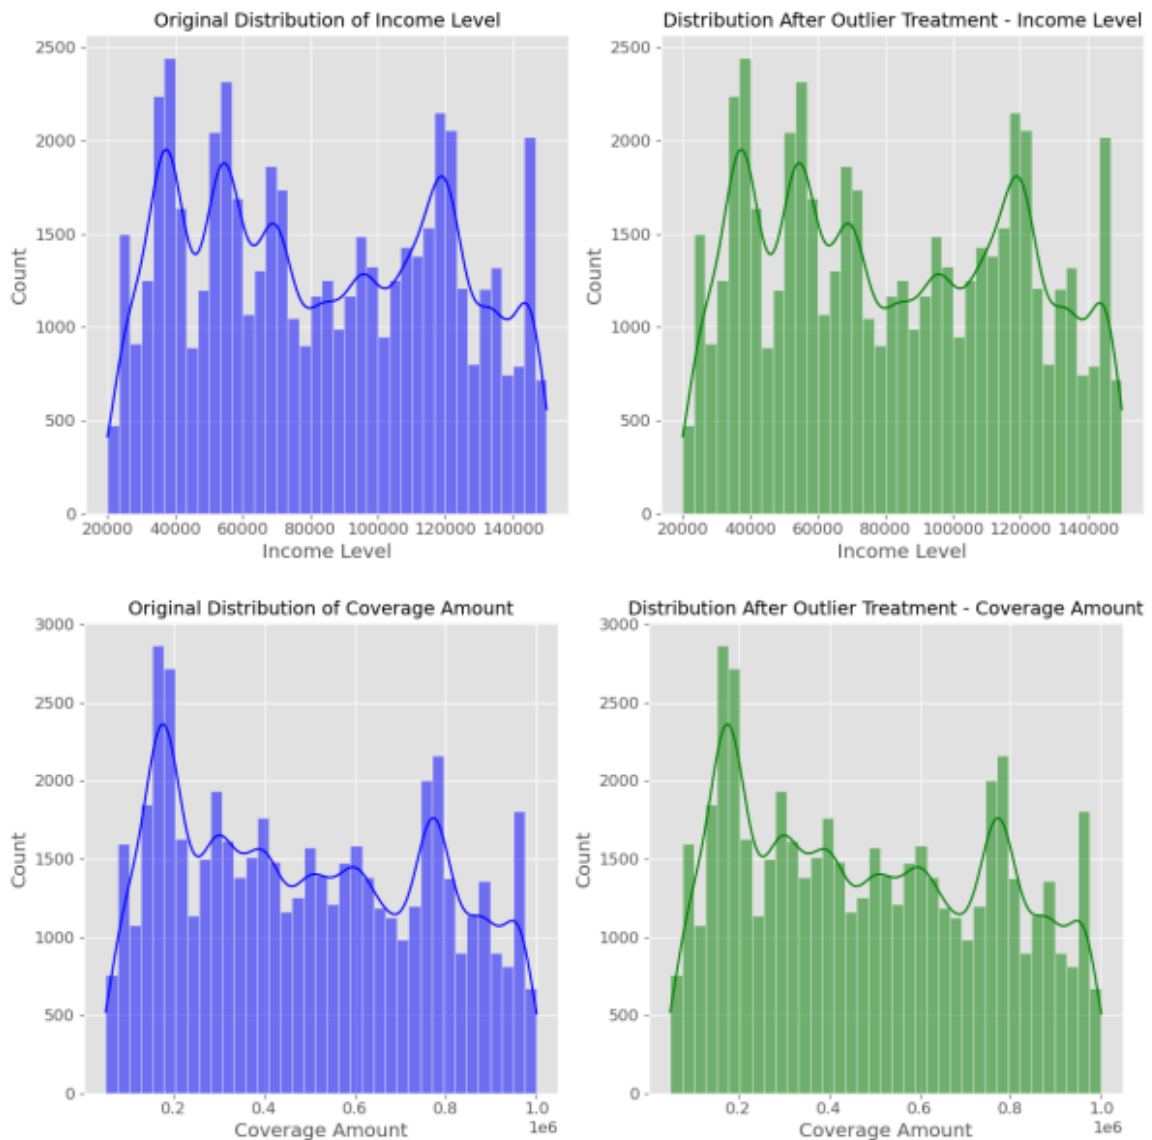 Original Distribution of Income Level
Distribution After Outlier Treatment - Income Level
2500
2000
1500
1000
500
0
Count
20000 40000 60000 80000 100000 120000 140000
Income Level
2500
2000
1500
1000
500
0
Count
20000 40000 60000 80000 100000 120000 140000
Income Level
Original Distribution of Coverage Amount
Distribution After Outlier Treatment - Coverage Amount
3000
2500
2000
1500
1000
500
0
Count
0.2 0.4 0.6 0.8 1.0
1e6
Coverage Amount
3000
2500
2000
1500
1000
500
0
Count
0.2 0.4 0.6 0.8 1.0
1e6
Coverage Amount